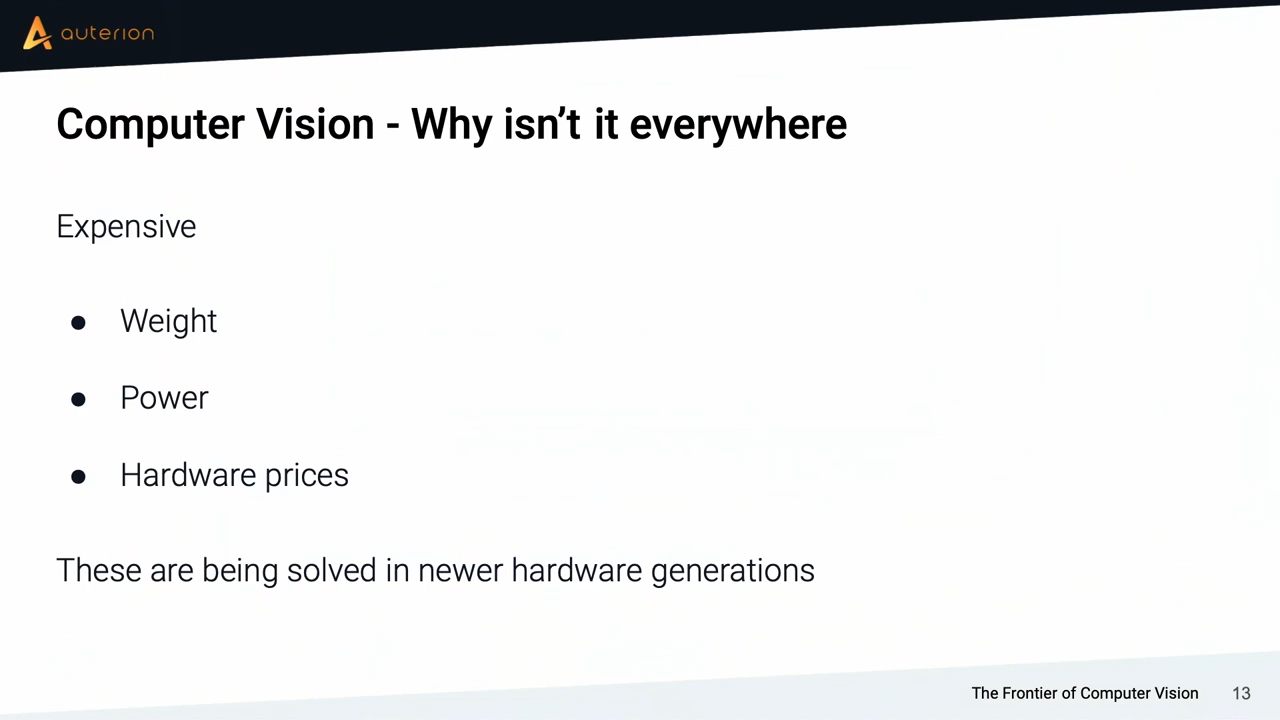 auterion
Computer Vision - Why isn't it everywhere
Expensive
● Weight
● Power
● Hardware prices
These are being solved in newer hardware generations
The Frontier of Computer Vision 13